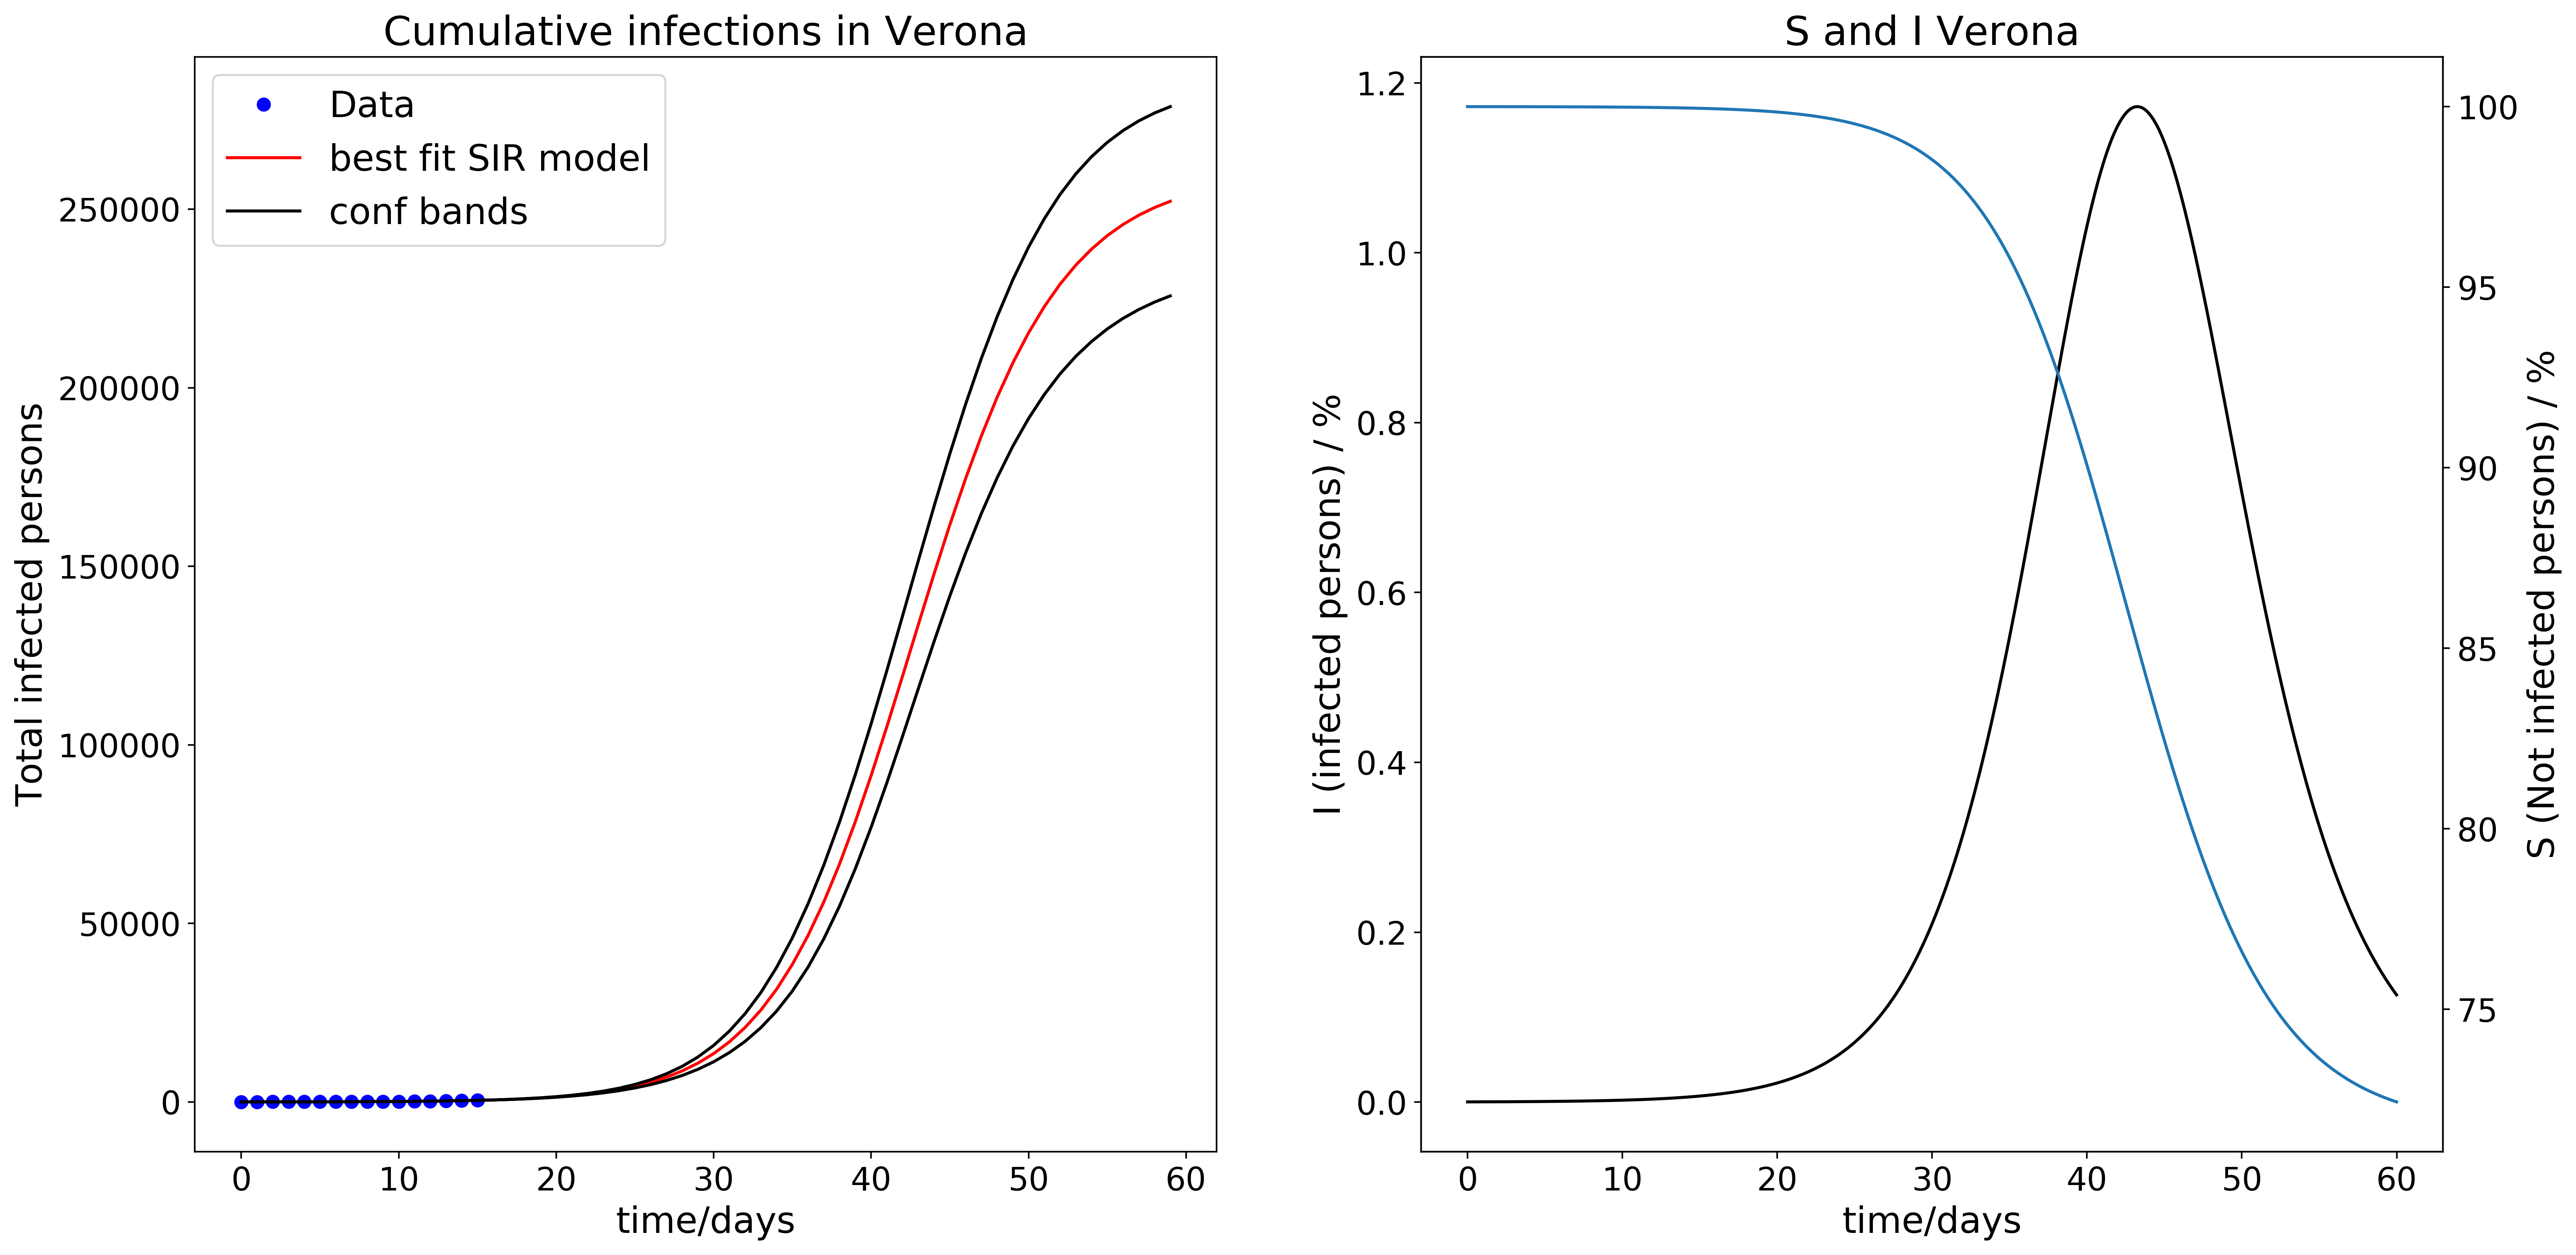 Cumulative infections in Verona
Data
best fit SIR model
conf bands
250000
200000
150000
100000
50000
0
Total infected persons
0 10 20 30 40 50 60
time/days
S and I Verona
1.2
1.0
0.8
0.6
0.4
0.2
0.0
I (infected persons) / %
100
95
90
85
80
75
S (Not infected persons) / %
0 10 20 30 40 50 60
time/days